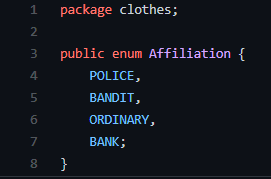 1 package clothes;
2
3 public enum Affiliation {
4     POLICE,
5     BANDIT,
6     ORDINARY,
7     BANK;
8 }